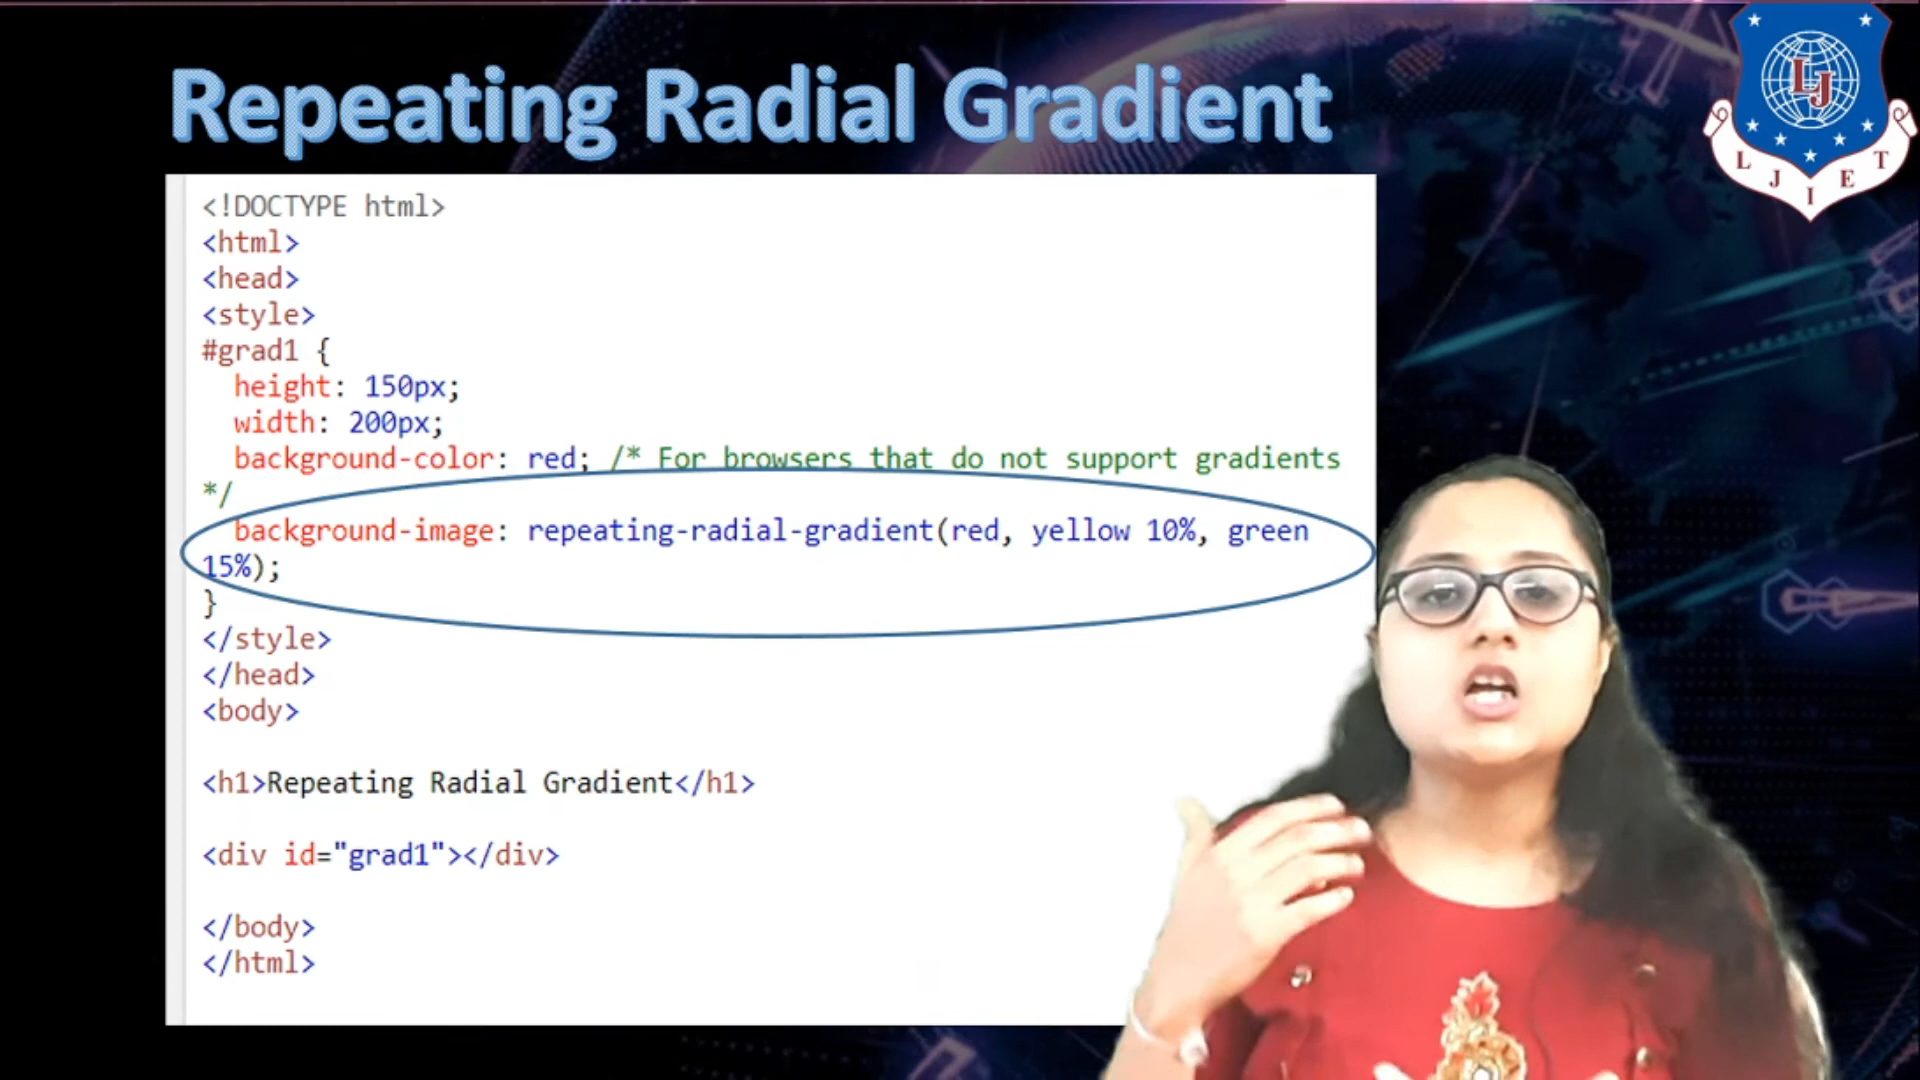 Repeating Radial Gradient
LJ
L J I E T
<!DOCTYPE html>
<html>
<head>
<style>
#grad1 {
  height: 150px;
  width: 200px;
  background-color: red; /* For browsers that do not support gradients
*/
  background-image: repeating-radial-gradient(red, yellow 10%, green
15%);
}
</style>
</head>
<body>
<h1>Repeating Radial Gradient</h1>
<div id="grad1"></div>
</body>
</html>